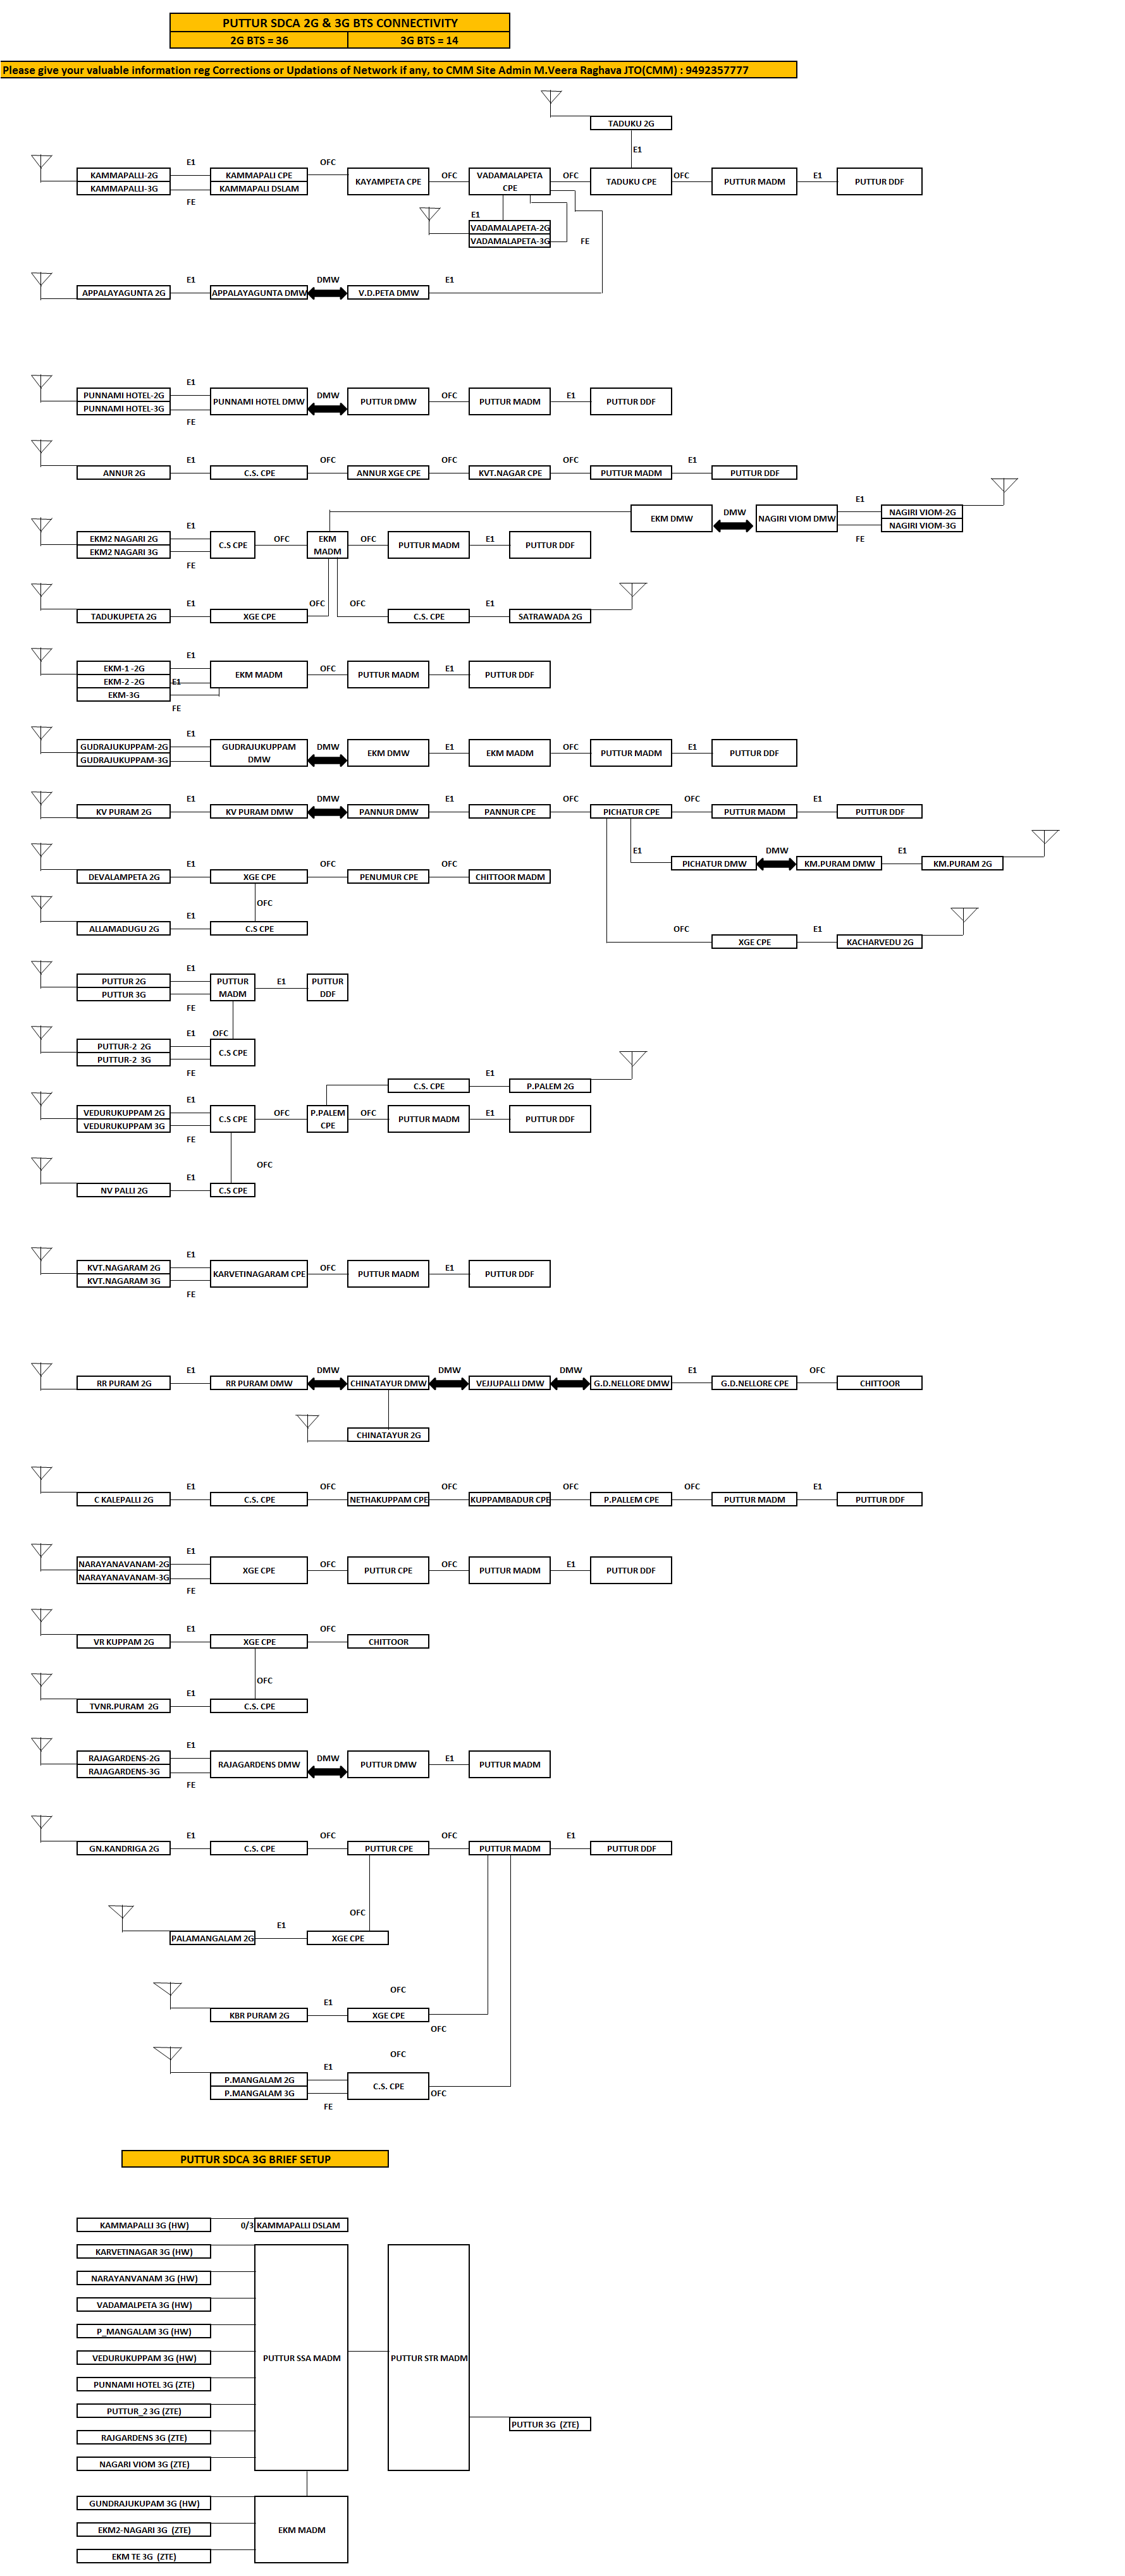 PUTTUR SDCA 2G & 3G BTS CONNECTIVITY
2G BTS = 36 3G BTS = 14
Please give your valuable information reg Corrections or Updations of Network if any, to CMM Site Admin M.Veera Raghava JTO(CMM) : 9492357777
TADUKU 2G
E1
E1 OFC
KAMMAPALLI-2G KAMMAPALI CPE KAYAMPETA CPE OFC VADAMALAPETA CPE OFC TADUKU CPE OFC PUTTUR MADM E1 PUTTUR DDF
KAMMAPALLI-3G KAMMAPALI DSLAM
FE
E1
VADAMALAPETA-2G
VADAMALAPETA-3G FE
E1 DMW E1
APPALAYAGUNTA 2G APPALAYAGUNTA DMW V.D.PETA DMW
E1
PUNNAMI HOTEL-2G PUNNAMI HOTEL DMW DMW PUTTUR DMW OFC PUTTUR MADM E1 PUTTUR DDF
PUNNAMI HOTEL-3G
FE
E1 OFC OFC OFC E1
ANNUR 2G C.S. CPE ANNUR XGE CPE KVT.NAGAR CPE PUTTUR MADM PUTTUR DDF
E1
EKM DMW DMW NAGIRI VIOM DMW NAGIRI VIOM-2G
NAGIRI VIOM-3G
FE
E1
EKM2 NAGARI 2G C.S CPE OFC EKM MADM OFC PUTTUR MADM E1 PUTTUR DDF
EKM2 NAGARI 3G
FE
E1 OFC OFC E1
TADUKUPETA 2G XGE CPE C.S. CPE SATRAWADA 2G
E1
EKM-1 -2G EKM MADM OFC PUTTUR MADM E1 PUTTUR DDF
EKM-2 -2G E1
EKM-3G
FE
E1
GUDRAJUKUPPAM-2G GUDRAJUKUPPAM DMW DMW EKM DMW E1 EKM MADM OFC PUTTUR MADM E1 PUTTUR DDF
GUDRAJUKUPPAM-3G
E1 DMW E1 OFC OFC E1
KV PURAM 2G KV PURAM DMW PANNUR DMW PANNUR CPE PICHATUR CPE PUTTUR MADM PUTTUR DDF
E1 DMW E1
PICHATUR DMW KM.PURAM DMW KM.PURAM 2G
E1 OFC OFC
DEVALAMPETA 2G XGE CPE PENUMUR CPE CHITTOOR MADM
OFC
E1
ALLAMADUGU 2G C.S CPE
OFC E1
XGE CPE KACHARVEDU 2G
E1
PUTTUR 2G PUTTUR MADM E1 PUTTUR DDF
PUTTUR 3G
FE
E1 OFC
PUTTUR-2 2G C.S CPE
PUTTUR-2 3G
FE
E1
C.S. CPE P.PALEM 2G
E1
VEDURUKUPPAM 2G C.S CPE OFC P.PALEM CPE OFC PUTTUR MADM E1 PUTTUR DDF
VEDURUKUPPAM 3G
FE
OFC
E1
NV PALLI 2G C.S CPE
E1
KVT.NAGARAM 2G KARVETINAGARAM CPE OFC PUTTUR MADM E1 PUTTUR DDF
KVT.NAGARAM 3G
FE
E1 DMW DMW DMW E1 OFC
RR PURAM 2G RR PURAM DMW CHINATAYUR DMW VEJJUPALLI DMW G.D.NELLORE DMW G.D.NELLORE CPE CHITTOOR
CHINATAYUR 2G
E1 OFC OFC OFC OFC E1
C KALEPALLI 2G C.S. CPE NETHAKUPPAM CPE KUPPAMBADUR CPE P.PALLEM CPE PUTTUR MADM PUTTUR DDF
E1
NARAYANAVANAM-2G XGE CPE OFC PUTTUR CPE OFC PUTTUR MADM E1 PUTTUR DDF
NARAYANAVANAM-3G
FE
E1 OFC
VR KUPPAM 2G XGE CPE CHITTOOR
OFC
E1
TVNR.PURAM 2G C.S. CPE
E1
RAJAGARDENS-2G RAJAGARDENS DMW DMW PUTTUR DMW E1 PUTTUR MADM
RAJAGARDENS-3G
FE
E1 OFC OFC E1
GN.KANDRIGA 2G C.S. CPE PUTTUR CPE PUTTUR MADM PUTTUR DDF
OFC
E1
PALAMANGALAM 2G XGE CPE
OFC
E1
KBR PURAM 2G XGE CPE
OFC
OFC
E1
P.MANGALAM 2G C.S. CPE
P.MANGALAM 3G OFC
FE
PUTTUR SDCA 3G BRIEF SETUP
KAMMAPALLI 3G (HW) 0/3 KAMMAPALLI DSLAM
KARVETINAGAR 3G (HW)
NARAYANVANAM 3G (HW)
VADAMALPETA 3G (HW)
P_MANGALAM 3G (HW)
VEDURUKUPPAM 3G (HW) PUTTUR SSA MADM PUTTUR STR MADM
PUNNAMI HOTEL 3G (ZTE)
PUTTUR_2 3G (ZTE)
PUTTUR 3G (ZTE)
RAJGARDENS 3G (ZTE)
NAGARI VIOM 3G (ZTE)
GUNDRAJUKUPAM 3G (HW)
EKM2-NAGARI 3G (ZTE) EKM MADM
EKM TE 3G (ZTE)